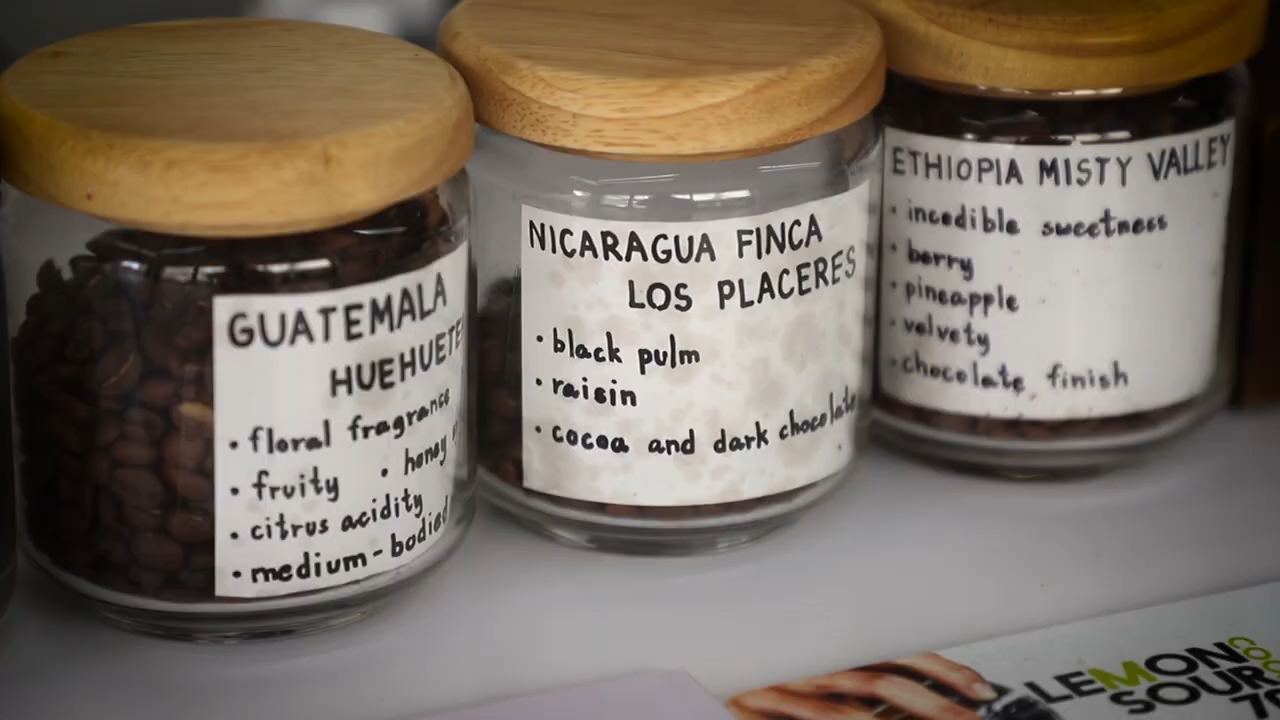 GUATEMALA
HUEHUETE
• floral fragrance
• fruity • honey
• citrus acidity
• medium-bodied
NICARAGUA FINCA
LOS PLACERES
• black pulm
• raisin
• cocoa and dark chocolate
ETHIOPIA MISTY VALLEY
• incedible sweetness
• berry
• pineapple
• velvety
• chocolate finish
LEMON
SOUR